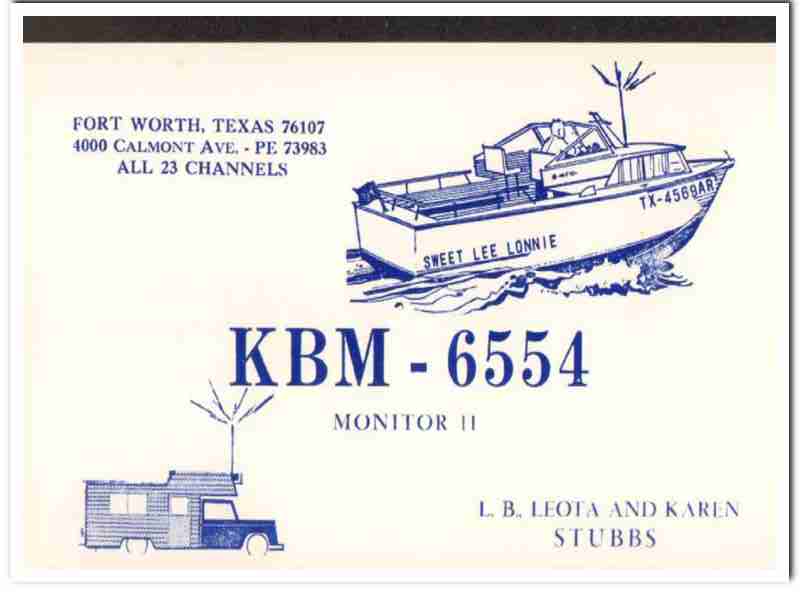 FORT WORTH, TEXAS 76107
4000 CALMONT AVE. - PE 73983
ALL 23 CHANNELS
TX-4569AR
SWEET LEE LONNIE
KBM - 6554
MONITOR 11
L. B., LEOTA AND KAREN
STUBBS